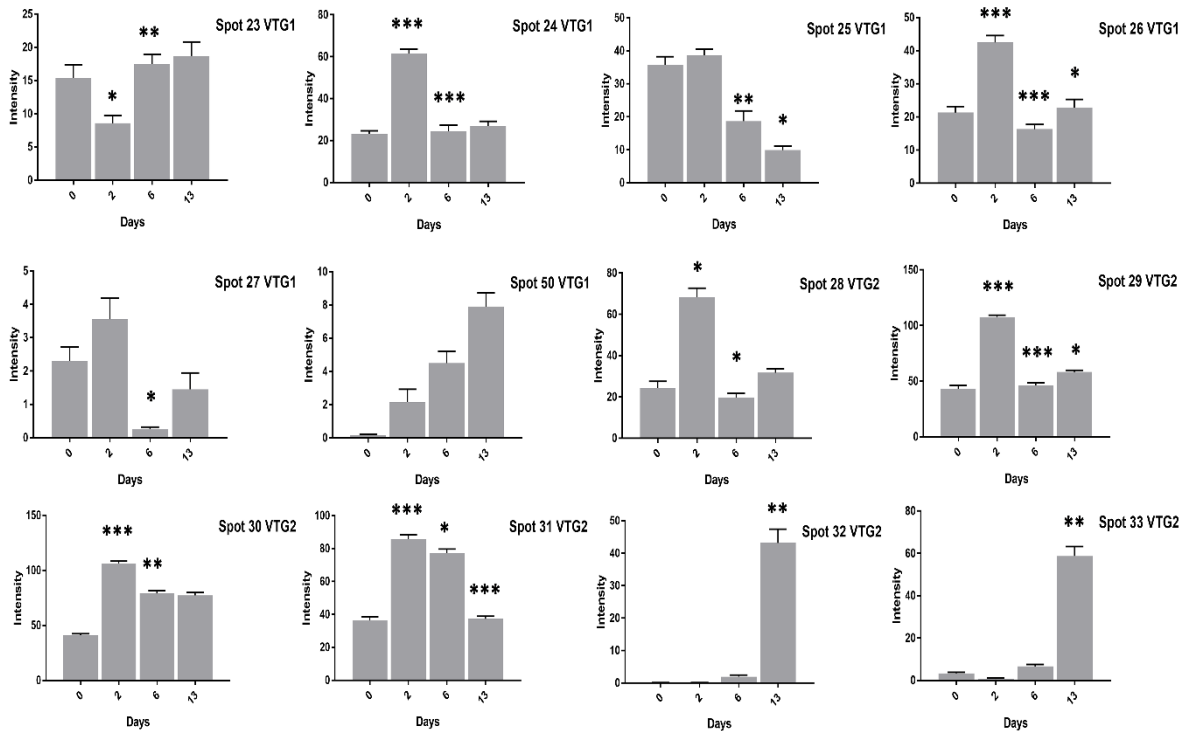 Spot 23 VTG1
25
20
15
10
5
0
Intensity
*
**
0 2 6 13
Days
Spot 24 VTG1
80
60
40
20
0
Intensity
***
***
0 2 6 13
Days
Spot 25 VTG1
50
40
30
20
10
0
Intensity
**
*
0 2 6 13
Days
Spot 26 VTG1
50
40
30
20
10
0
Intensity
***
***
*
0 2 6 13
Days
Spot 27 VTG1
5
4
3
2
1
0
Intensity
*
0 2 6 13
Days
Spot 50 VTG1
10
8
6
4
2
0
Intensity
0 2 6 13
Days
Spot 28 VTG2
80
60
40
20
0
Intensity
*
*
0 2 6 13
Days
Spot 29 VTG2
150
100
50
0
Intensity
***
***
*
0 2 6 13
Days
Spot 30 VTG2
150
100
50
0
Intensity
***
**
0 2 6 13
Days
Spot 31 VTG2
100
80
60
40
20
0
Intensity
***
*
***
0 2 6 13
Days
Spot 32 VTG2
50
40
30
20
10
0
Intensity
**
0 2 6 13
Days
Spot 33 VTG2
80
60
40
20
0
Intensity
**
0 2 6 13
Days